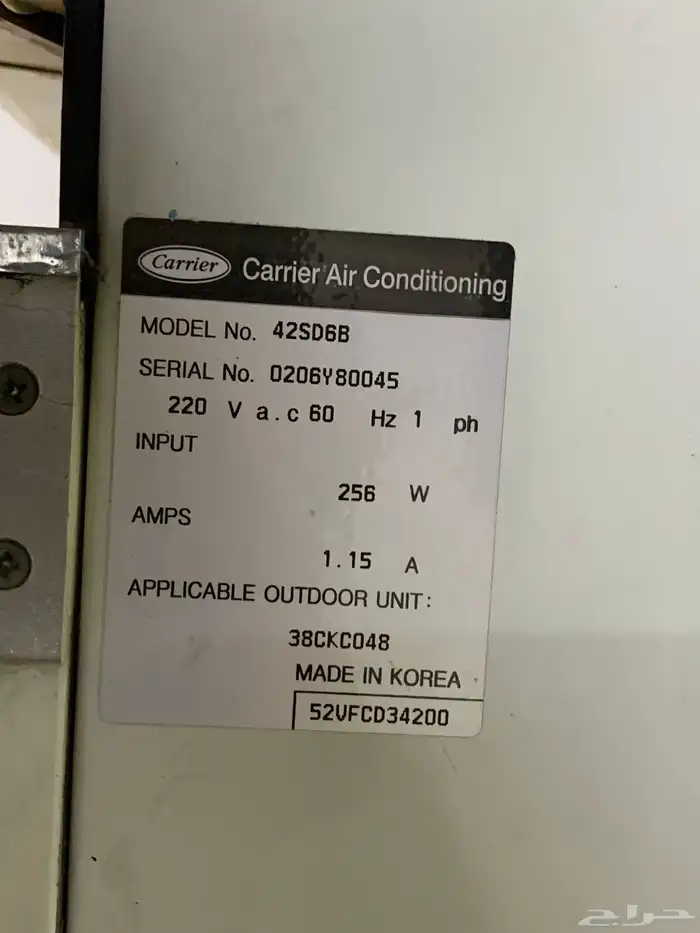 Carrier Carrier Air Conditioning
MODEL No. 42SD6B
SERIAL No. 0206Y80045
220 V a.c 60 Hz 1 ph
INPUT
256 W
AMPS
1.15 A
APPLICABLE OUTDOOR UNIT:
38CKC048
MADE IN KOREA
52VFCD34200
حراج